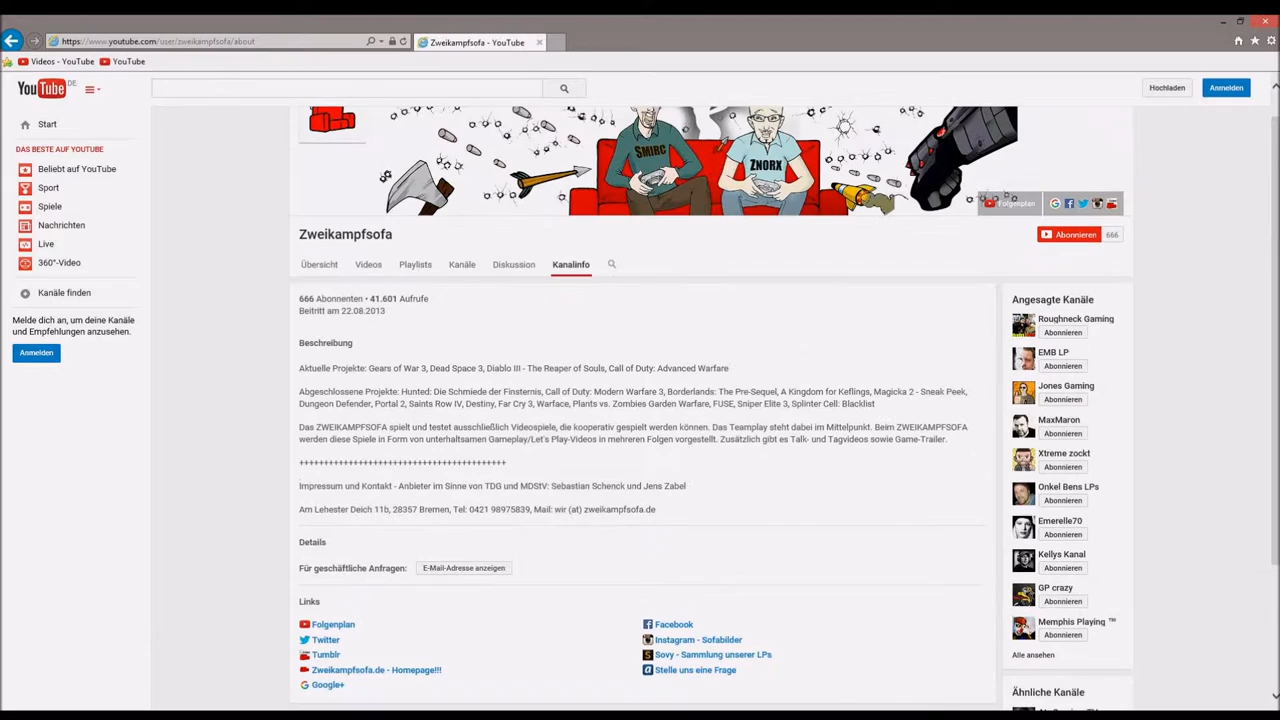 https://www.youtube.com/user/zweikampfsofa/about
Zweikampfsofa - YouTube
Videos - YouTube
YouTube
YouTube DE
Hochladen
Anmelden
Start
DAS BESTE AUF YOUTUBE
Beliebt auf YouTube
Sport
Spiele
Nachrichten
Live
360°-Video
Kanäle finden
Melde dich an, um deine Kanäle
und Empfehlungen anzusehen.
Anmelden
SMIRC
ZNORX
Folgenplan
Zweikampfsofa
Abonnieren 666
Übersicht Videos Playlists Kanäle Diskussion Kanalinfo
666 Abonnenten • 41.601 Aufrufe
Beitritt am 22.08.2013
Beschreibung
Aktuelle Projekte: Gears of War 3, Dead Space 3, Diablo III - The Reaper of Souls, Call of Duty: Advanced Warfare
Abgeschlossene Projekte: Hunted: Die Schmiede der Finsternis, Call of Duty: Modern Warfare 3, Borderlands: The Pre-Sequel, A Kingdom for Keflings, Magicka 2 - Sneak Peek,
Dungeon Defender, Portal 2, Saints Row IV, Destiny, Far Cry 3, Warface, Plants vs. Zombies Garden Warfare, FUSE, Sniper Elite 3, Splinter Cell: Blacklist
Das ZWEIKAMPFSOFA spielt und testet ausschließlich Videospiele, die kooperativ gespielt werden können. Das Teamplay steht dabei im Mittelpunkt. Beim ZWEIKAMPFSOFA
werden diese Spiele in Form von unterhaltsamen Gameplay/Let's Play-Videos in mehreren Folgen vorgestellt. Zusätzlich gibt es Talk- und Tagvideos sowie Game-Trailer.
+++++++++++++++++++++++++++++++++++++++++
Impressum und Kontakt - Anbieter im Sinne von TDG und MDStV: Sebastian Schenck und Jens Zabel
Am Lehester Deich 11b, 28357 Bremen, Tel: 0421 98975839, Mail: wir (at) zweikampfsofa.de
Details
Für geschäftliche Anfragen: E-Mail-Adresse anzeigen
Links
Folgenplan
Twitter
Tumblr
Zweikampfsofa.de - Homepage!!!
Google+
Facebook
Instagram - Sofabilder
Sovy - Sammlung unserer LPs
Stelle uns eine Frage
Angesagte Kanäle
Roughneck Gaming
Abonnieren
EMB LP
Abonnieren
Jones Gaming
Abonnieren
MaxMaron
Abonnieren
Xtreme zockt
Abonnieren
Onkel Bens LPs
Abonnieren
Emerelle70
Abonnieren
Kellys Kanal
Abonnieren
GP crazy
Abonnieren
Memphis Playing ™
Abonnieren
Alle ansehen
Ähnliche Kanäle